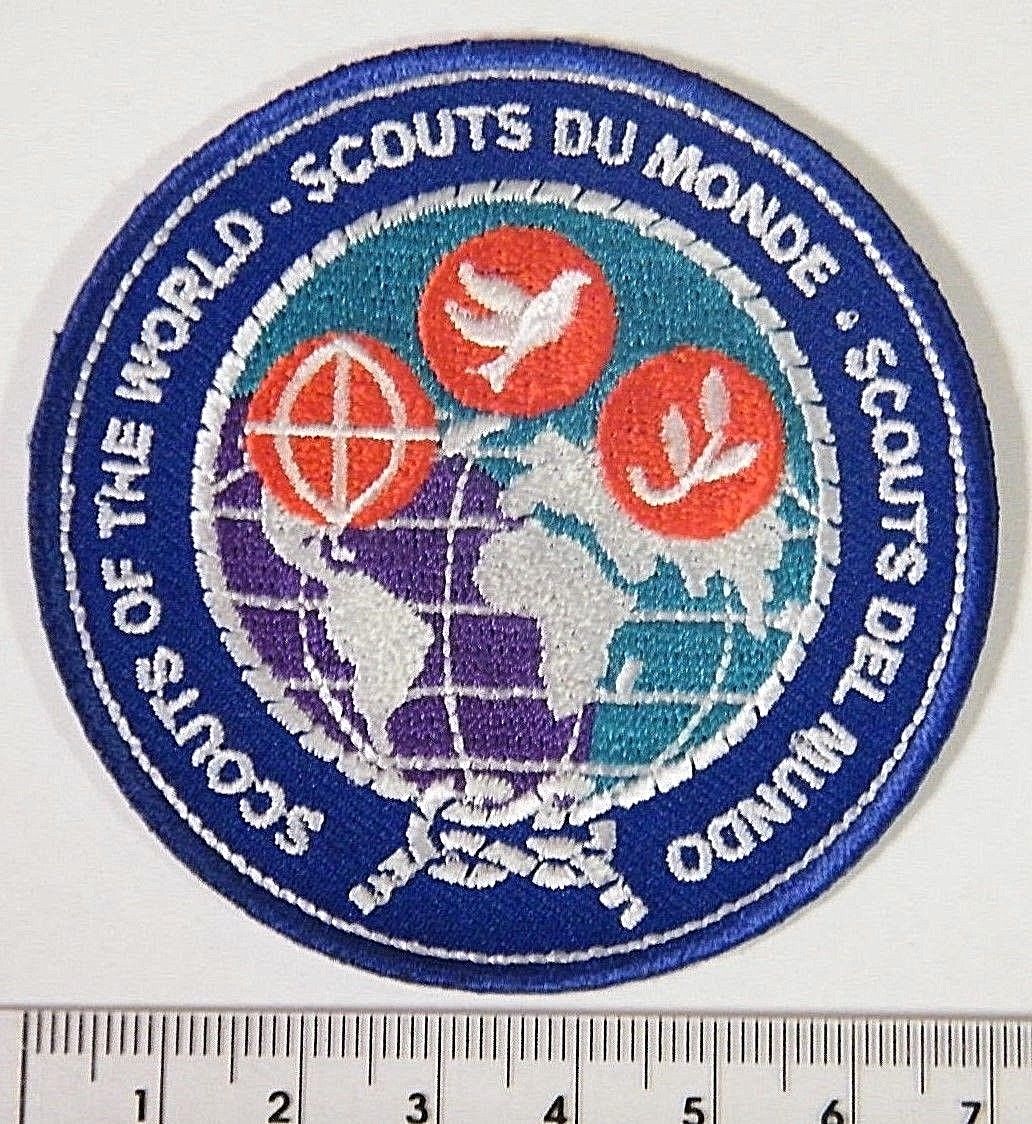 SCOUTS OF THE WORLD - SCOUTS DU MONDE · SCOUTS DEL MUNDO
1 2 3 4 5 6 7